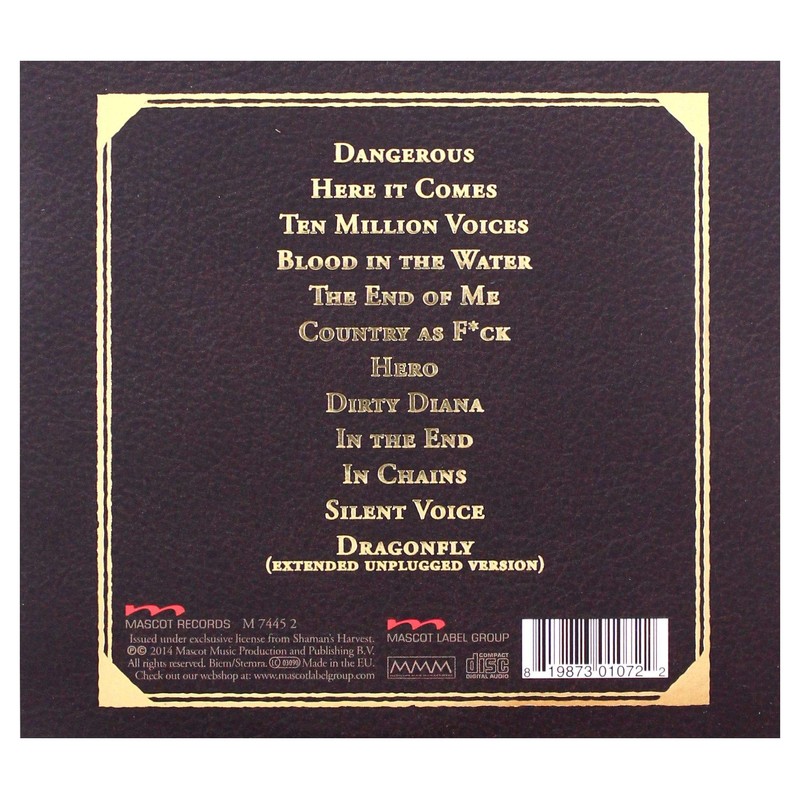 Dangerous
Here it Comes
Ten Million Voices
Blood in the Water
The End of Me
Country as F*ck
Hero
Dirty Diana
In the End
In Chains
Silent Voice
Dragonfly
(extended unplugged version)
MASCOT RECORDS M 7445 2
Issued under exclusive license from Shaman's Harvest.
℗© 2014 Mascot Music Production and Publishing B.V.
All rights reserved. Biem/Stemra. LC 03090 Made in the EU.
Check out our webshop at: www.mascotlabelgroup.com
MASCOT LABEL GROUP
MMM
COMPACT
disc
DIGITAL AUDIO
8 19873 01072 2